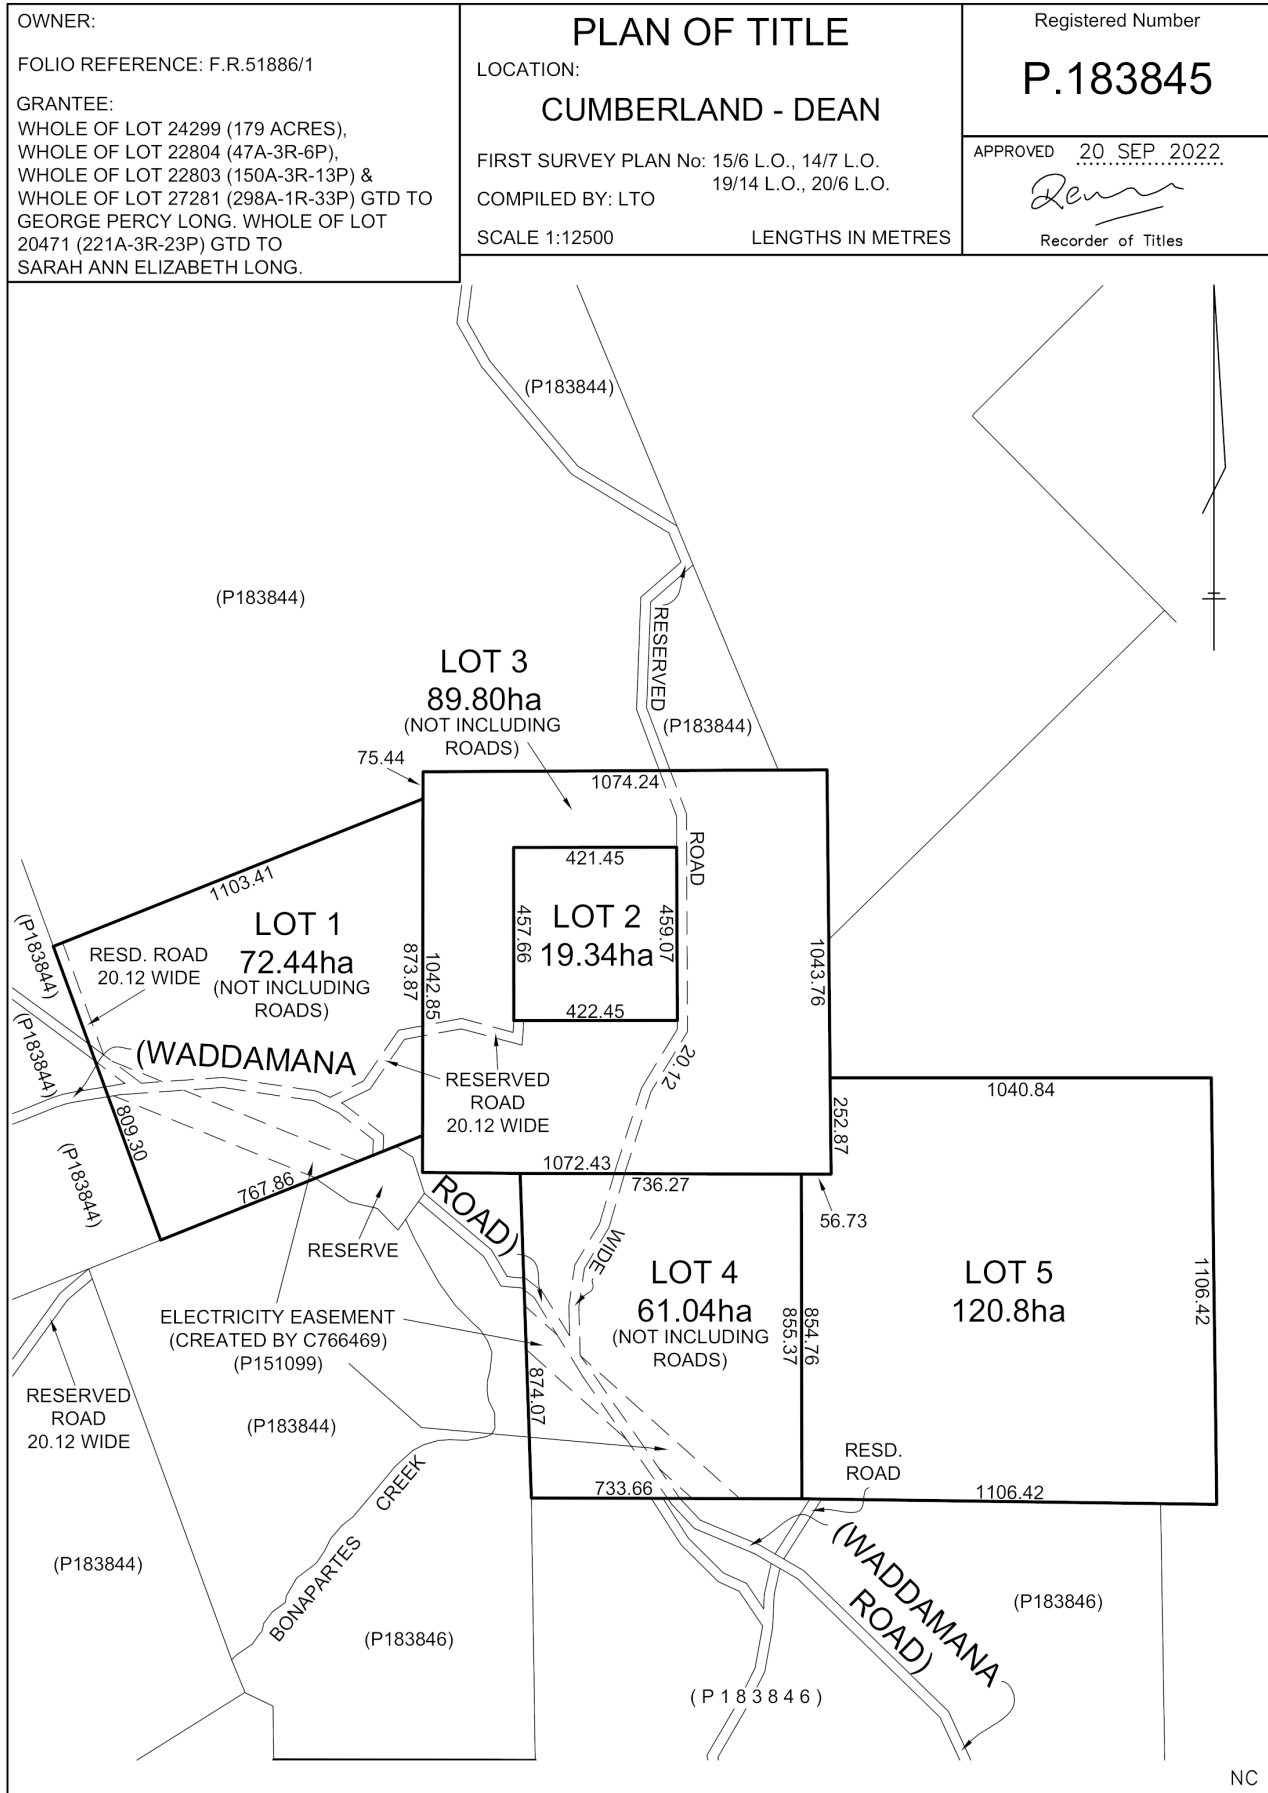 OWNER:
FOLIO REFERENCE: F.R.51886/1
GRANTEE:
WHOLE OF LOT 24299 (179 ACRES),
WHOLE OF LOT 22804 (47A-3R-6P),
WHOLE OF LOT 22803 (150A-3R-13P) &
WHOLE OF LOT 27281 (298A-1R-33P) GTD TO
GEORGE PERCY LONG. WHOLE OF LOT
20471 (221A-3R-23P) GTD TO
SARAH ANN ELIZABETH LONG.
PLAN OF TITLE
LOCATION:
CUMBERLAND - DEAN
FIRST SURVEY PLAN No: 15/6 L.O., 14/7 L.O.
19/14 L.O., 20/6 L.O.
COMPILED BY: LTO
SCALE 1:12500 LENGTHS IN METRES
Registered Number
P.183845
APPROVED 20 SEP 2022
Recorder of Titles
(P183844)
(P183844)
RESERVED
(P183844)
LOT 3
89.80ha
(NOT INCLUDING
ROADS)
75.44
1074.24
ROAD
421.45
1103.41
LOT 1
72.44ha
(NOT INCLUDING
ROADS)
LOT 2
19.34ha
457.66
459.07
422.45
(P183844)
RESD. ROAD
20.12 WIDE
873.87
1042.85
1043.76
(P183844)
(WADDAMANA
20.12
RESERVED
ROAD
20.12 WIDE
1040.84
252.87
809.30
(P183844)
767.86
1072.43
736.27
56.73
ROAD)
RESERVE
WIDE
LOT 4
61.04ha
(NOT INCLUDING
ROADS)
LOT 5
120.8ha
1106.42
ELECTRICITY EASEMENT
(CREATED BY C766469)
(P151099)
855.37
854.76
874.07
RESERVED
ROAD
20.12 WIDE
(P183844)
RESD.
ROAD
733.66
1106.42
BONAPARTES CREEK
(P183844)
(WADDAMANA
ROAD)
(P183846)
(P183846)
(P183846)
NC